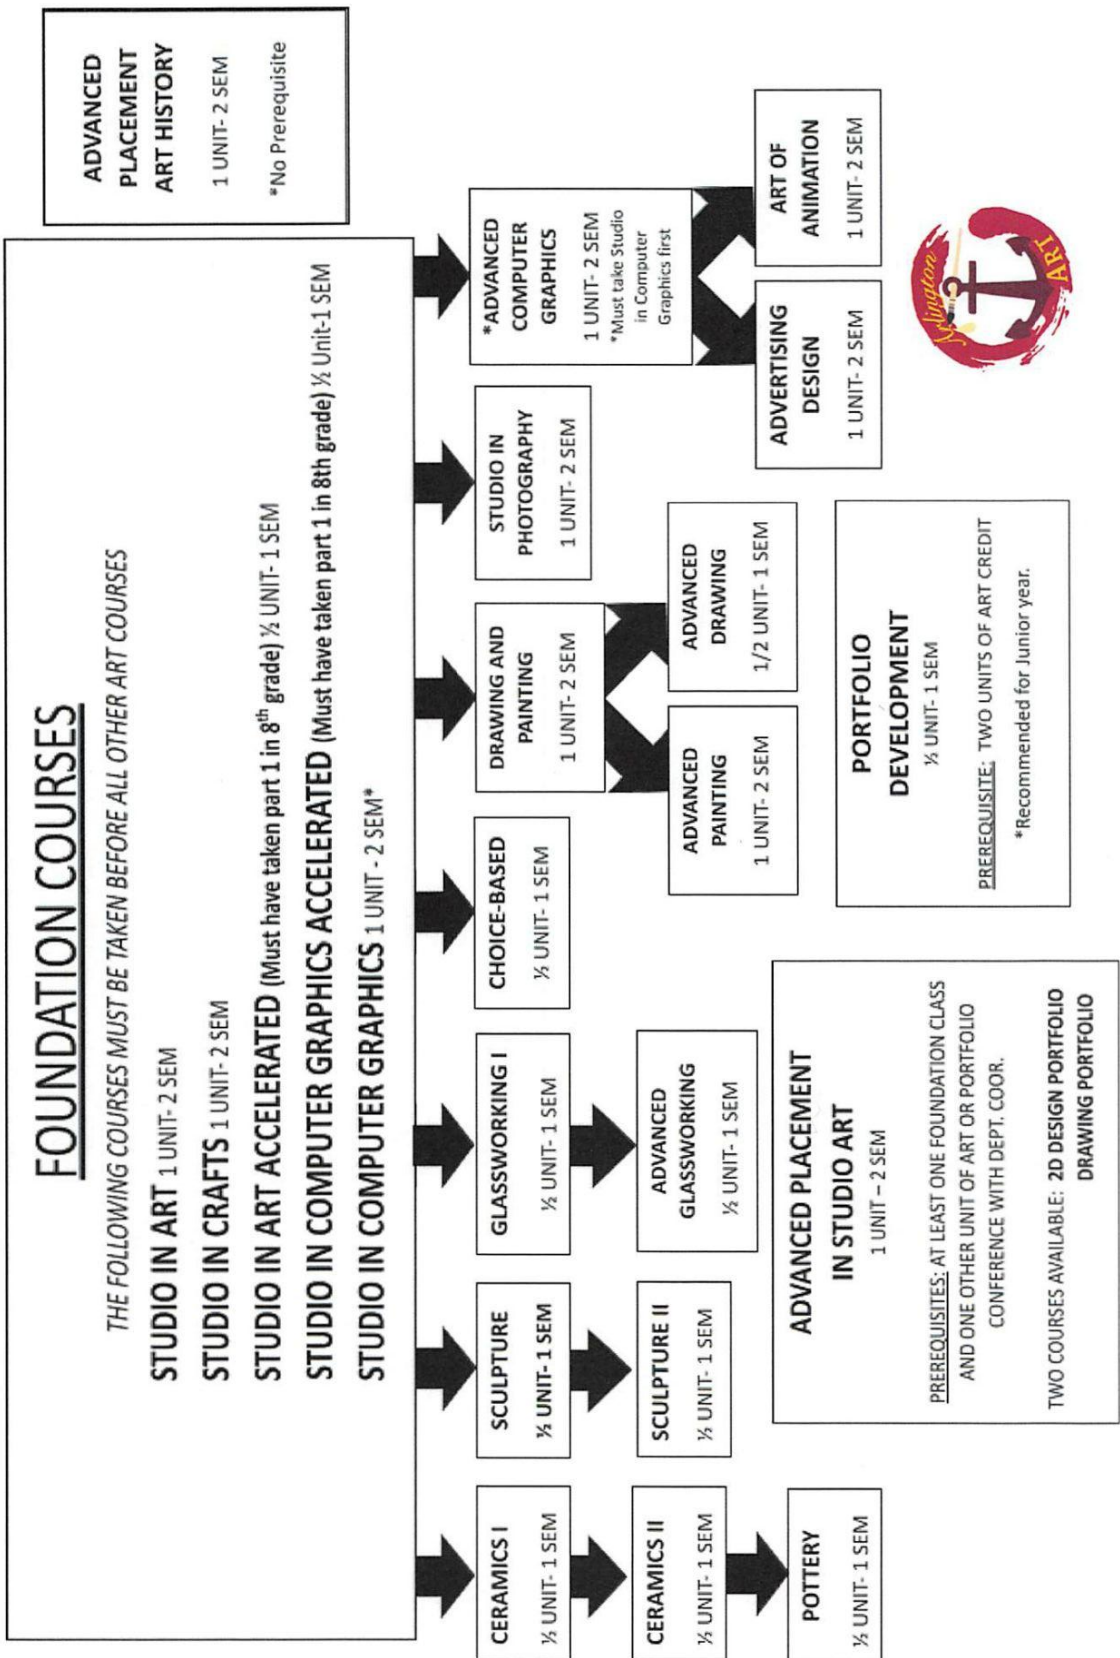 FOUNDATION COURSES
THE FOLLOWING COURSES MUST BE TAKEN BEFORE ALL OTHER ART COURSES
STUDIO IN ART 1 UNIT- 2 SEM
STUDIO IN CRAFTS 1 UNIT- 2 SEM
STUDIO IN ART ACCELERATED (Must have taken part 1 in 8th grade) ½ UNIT- 1 SEM
STUDIO IN COMPUTER GRAPHICS ACCELERATED (Must have taken part 1 in 8th grade) ½ Unit-1 SEM
STUDIO IN COMPUTER GRAPHICS 1 UNIT - 2 SEM*
ADVANCED
PLACEMENT
ART HISTORY
1 UNIT- 2 SEM
*No Prerequisite
CERAMICS I
½ UNIT- 1 SEM
SCULPTURE
½ UNIT- 1 SEM
GLASSWORKING I
½ UNIT- 1 SEM
CHOICE-BASED
½ UNIT- 1 SEM
DRAWING AND
PAINTING
1 UNIT- 2 SEM
STUDIO IN
PHOTOGRAPHY
1 UNIT- 2 SEM
*ADVANCED
COMPUTER
GRAPHICS
1 UNIT- 2 SEM
*Must take Studio
in Computer
Graphics first
CERAMICS II
½ UNIT- 1 SEM
SCULPTURE II
½ UNIT- 1 SEM
ADVANCED
GLASSWORKING
½ UNIT- 1 SEM
ADVANCED
PAINTING
1 UNIT- 2 SEM
ADVANCED
DRAWING
1/2 UNIT- 1 SEM
ADVERTISING
DESIGN
1 UNIT- 2 SEM
ART OF
ANIMATION
1 UNIT- 2 SEM
POTTERY
½ UNIT- 1 SEM
ADVANCED PLACEMENT
IN STUDIO ART
1 UNIT – 2 SEM
PREREQUISITES: AT LEAST ONE FOUNDATION CLASS
AND ONE OTHER UNIT OF ART OR PORTFOLIO
CONFERENCE WITH DEPT. COOR.
TWO COURSES AVAILABLE: 2D DESIGN PORTFOLIO
DRAWING PORTFOLIO
PORTFOLIO
DEVELOPMENT
½ UNIT- 1 SEM
PREREQUISITE: TWO UNITS OF ART CREDIT
*Recommended for Junior year.
Arlington
ART